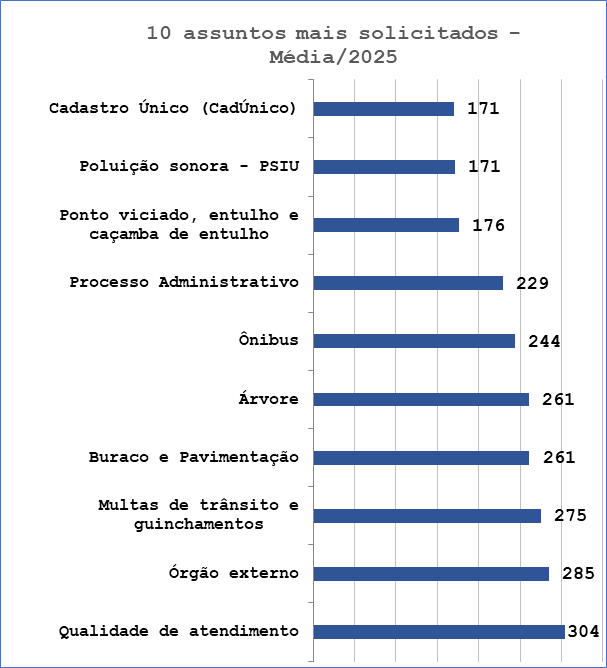 10 assuntos mais solicitados –
Média/2025
Cadastro Único (CadÚnico) 171
Poluição sonora - PSIU 171
Ponto viciado, entulho e
caçamba de entulho 176
Processo Administrativo 229
Ônibus 244
Árvore 261
Buraco e Pavimentação 261
Multas de trânsito e
guinchamentos 275
Órgão externo 285
Qualidade de atendimento 304